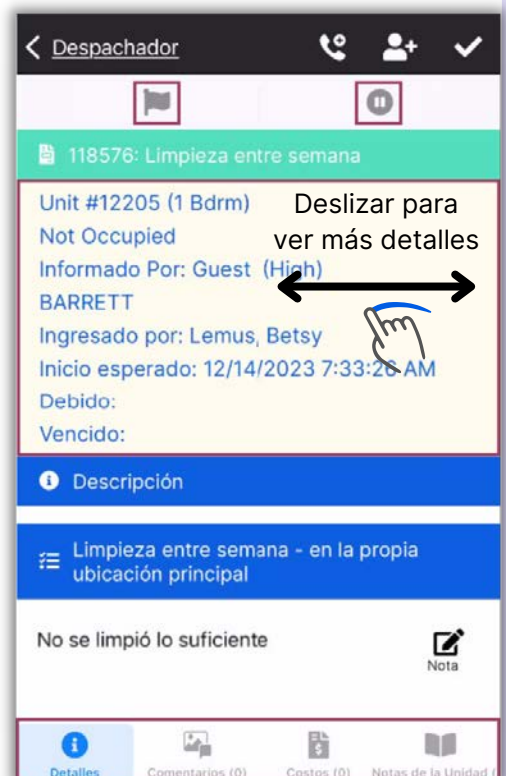 Despachador
118576: Limpieza entre semana
Unit #12205 (1 Bdrm)
Not Occupied
Informado Por: Guest (High)
BARRETT
Ingresado por: Lemus, Betsy
Inicio esperado: 12/14/2023 7:33:26 AM
Debido:
Vencido:
Deslizar para
ver más detalles
Descripción
Limpieza entre semana - en la propia
ubicación principal
No se limpió lo suficiente
Nota
Detalles
Comentarios (0)
Costos (0)
Notas de la Unidad (